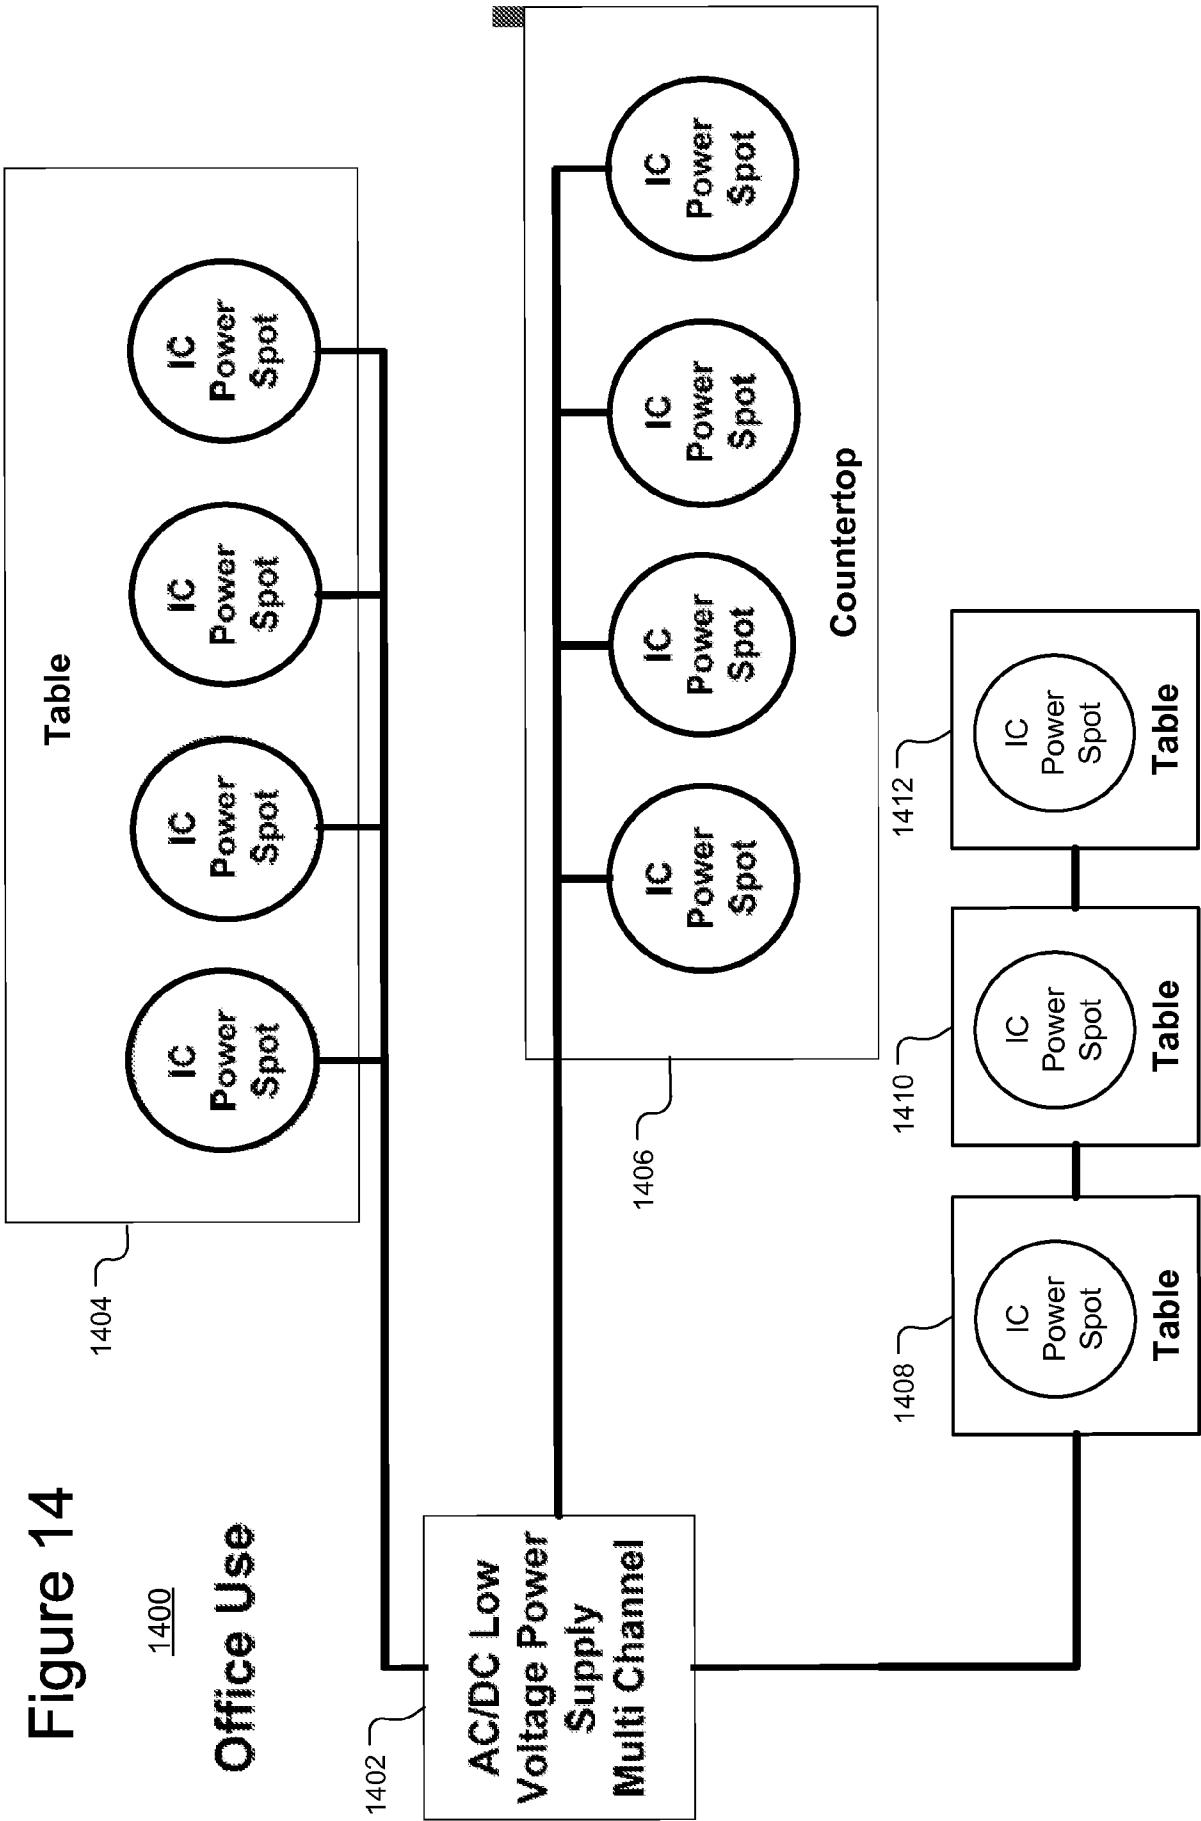 Figure 14
1400
Office Use
1402
AC/DC Low
Voltage Power
Supply
Multi Channel
1404
Table
IC
Power
Spot
IC
Power
Spot
IC
Power
Spot
IC
Power
Spot
1406
IC
Power
Spot
IC
Power
Spot
IC
Power
Spot
IC
Power
Spot
Countertop
1408
IC
Power
Spot
Table
1410
IC
Power
Spot
Table
1412
IC
Power
Spot
Table